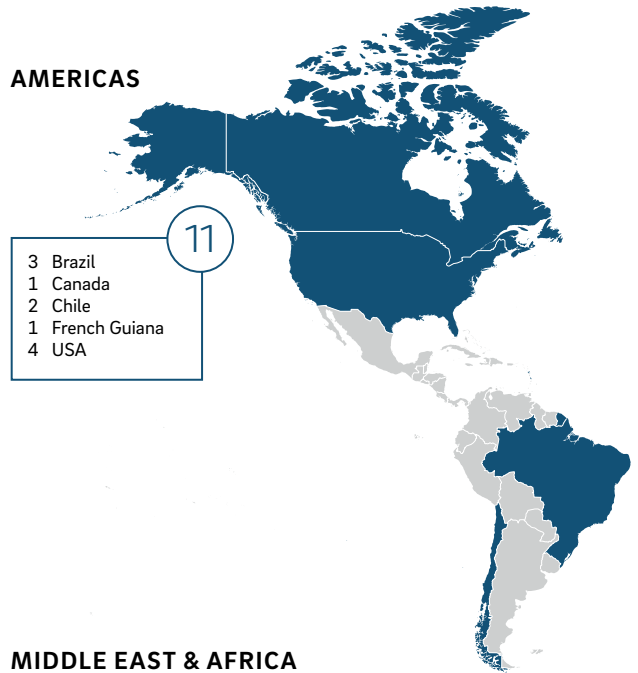 AMERICAS
11
3 Brazil
1 Canada
2 Chile
1 French Guiana
4 USA
MIDDLE EAST & AFRICA